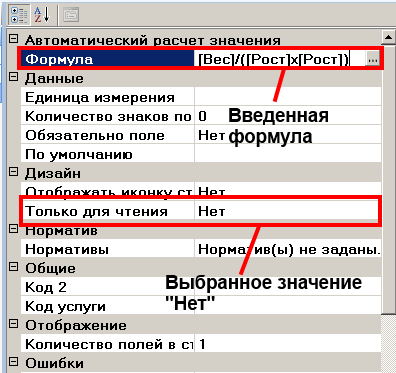 Автоматический расчет значения
Формула [Вес]/([Рост]x[Рост]) ...
Данные
Единица измерения
Количество знаков по 0
Обязательно поле Нет
По умолчанию
Введенная
формула
Дизайн
Отображать иконку ст Нет
Только для чтения Нет
Норматив
Нормативы Норматив(ы) не заданы.
Общие
Код 2
Код услуги
Выбранное значение
"Нет"
Отображение
Количество полей в ст 1
Ошибки